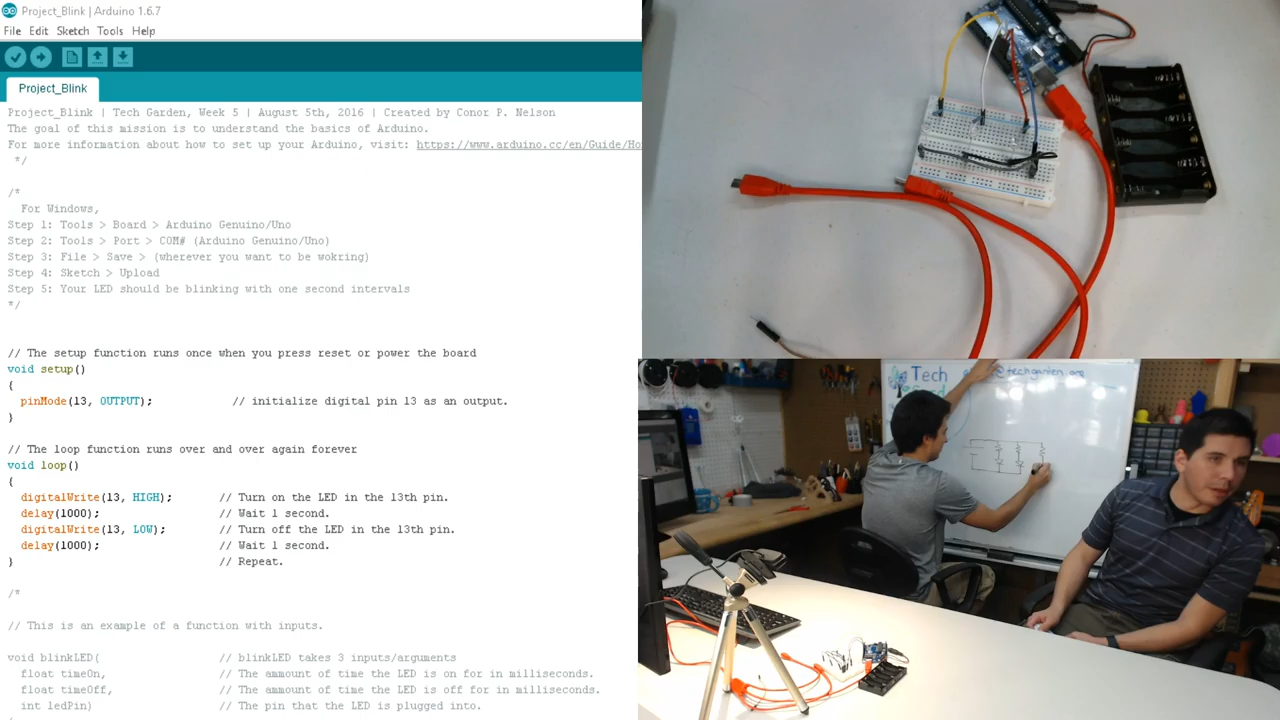 Project_Blink | Arduino 1.6.7
File Edit Sketch Tools Help
Project_Blink
Project_Blink | Tech Garden, Week 5 | August 5th, 2016 | Created by Conor P. Nelson
The goal of this mission is to understand the basics of Arduino.
For more information about how to set up your Arduino, visit: https://www.arduino.cc/en/Guide/Ho
*/
/*
For Windows,
Step 1: Tools > Board > Arduino Genuino/Uno
Step 2: Tools > Port > COM# (Arduino Genuino/Uno)
Step 3: File > Save > (wherever you want to be wokring)
Step 4: Sketch > Upload
Step 5: Your LED should be blinking with one second intervals
*/
// The setup function runs once when you press reset or power the board
void setup()
{
pinMode(13, OUTPUT); // initialize digital pin 13 as an output.
}
// The loop function runs over and over again forever
void loop()
{
digitalWrite(13, HIGH); // Turn on the LED in the 13th pin.
delay(1000); // Wait 1 second.
digitalWrite(13, LOW); // Turn off the LED in the 13th pin.
delay(1000); // Wait 1 second.
} // Repeat.
/*
// This is an example of a function with inputs.
void blinkLED( // blinkLED takes 3 inputs/arguments
float timeOn, // The ammount of time the LED is on for in milliseconds.
float timeOff, // The ammount of time the LED is off for in milliseconds.
int ledPin // The pin that the LED is plugged into.
Tech
@techgarden.org